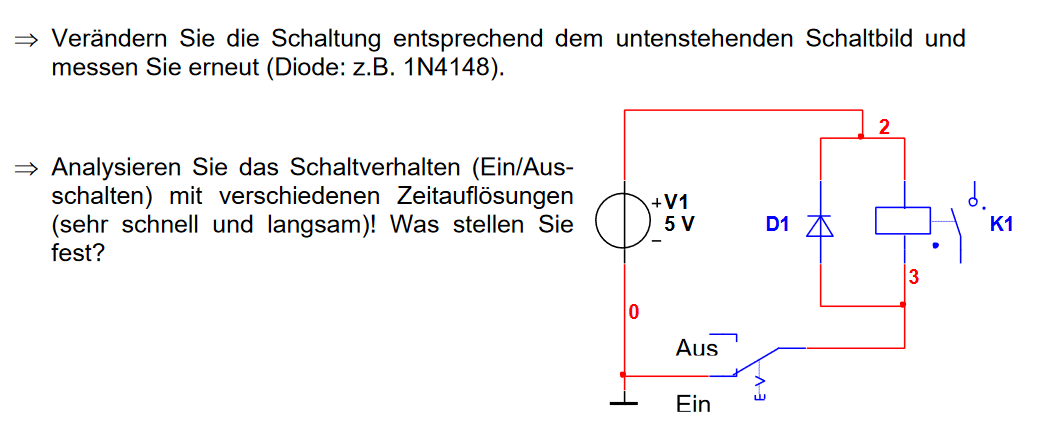 ⇒ Verändern Sie die Schaltung entsprechend dem untenstehenden Schaltbild und
messen Sie erneut (Diode: z.B. 1N4148).
⇒ Analysieren Sie das Schaltverhalten (Ein/Aus-
schalten) mit verschiedenen Zeitauflösungen
(sehr schnell und langsam)! Was stellen Sie
fest?
2
+V1
5 V
−
D1
K1
3
0
Aus
Ein
E